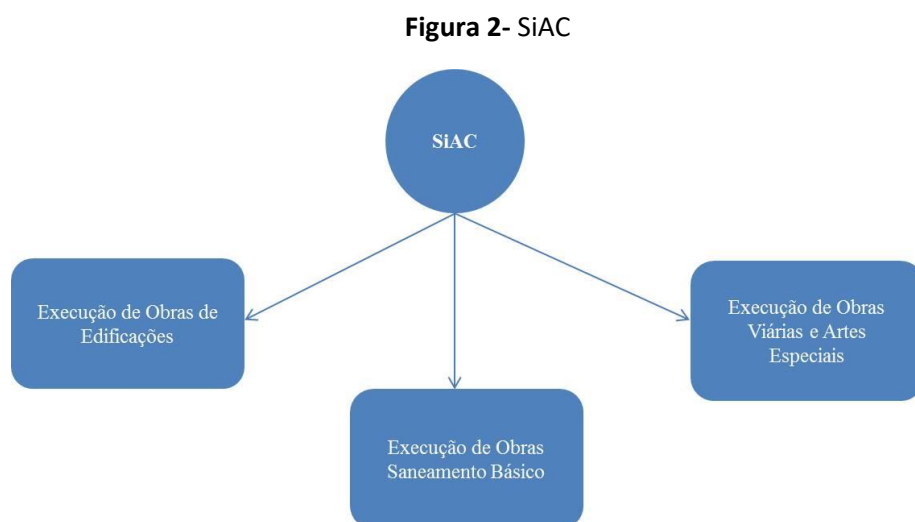 Figura 2- SiAC
SiAC
Execução de Obras de
Edificações
Execução de Obras
Saneamento Básico
Execução de Obras
Viárias e Artes
Especiais